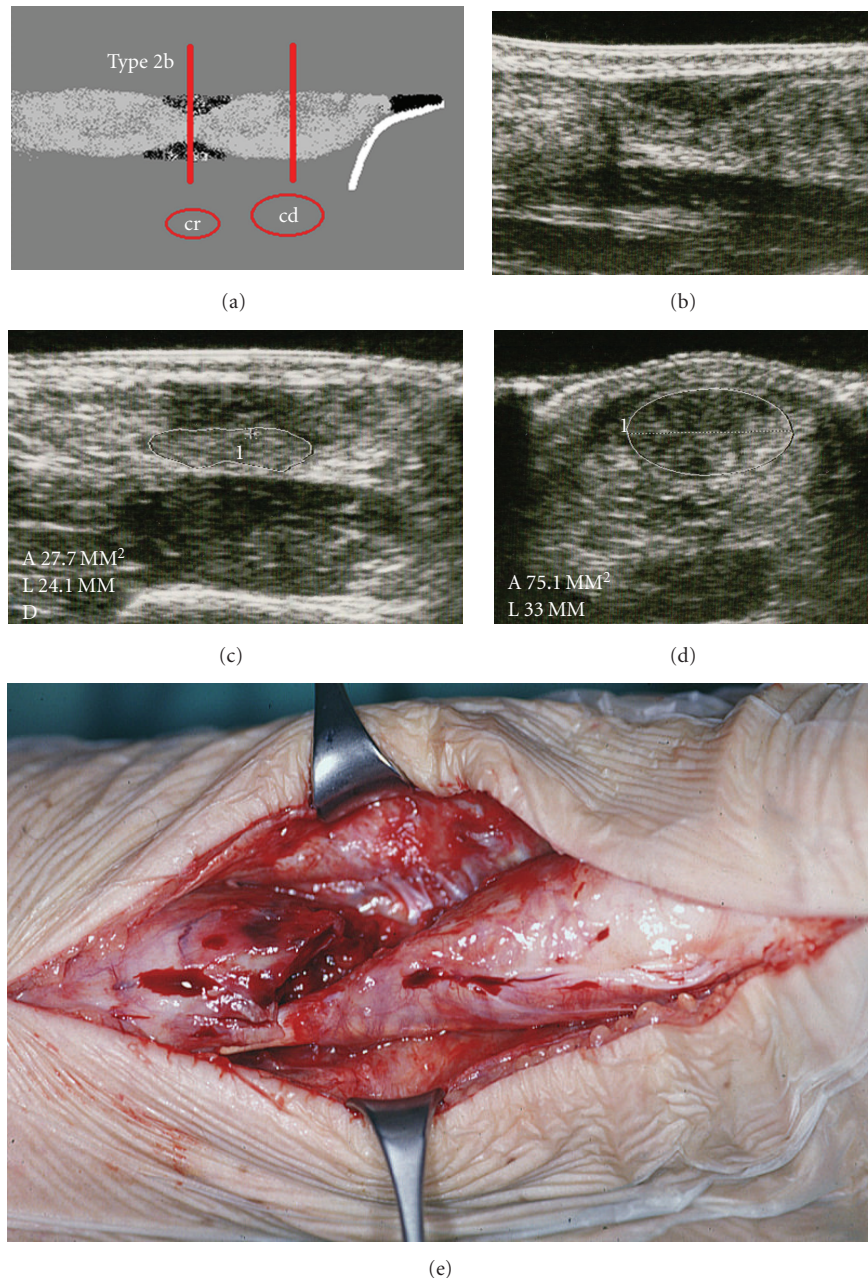 Type 2b
cr
cd
(a)
(b)
1
A 27.7 MM²
L 24.1 MM
D
(c)
1
A 75.1 MM²
L 33 MM
(d)
(e)